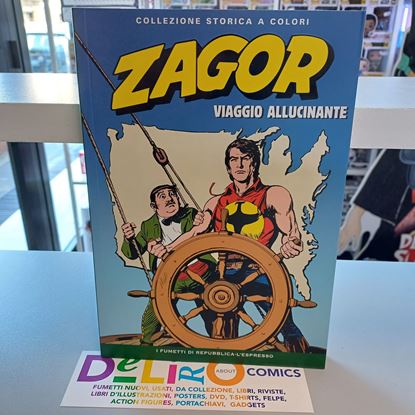 COLLEZIONE STORICA A COLORI
ZAGOR
VIAGGIO ALLUCINANTE
I FUMETTI DI REPUBBLICA-L'ESPRESSO
DeLIRO ABOUT COMICS
FUMETTI NUOVI, USATI, DA COLLEZIONE, LIBRI, RIVISTE,
LIBRI D'ILLUSTRAZIONI, POSTERS, DVD, T-SHIRTS, FELPE,
ACTION FIGURES, PORTACHIAVI, GADGETS